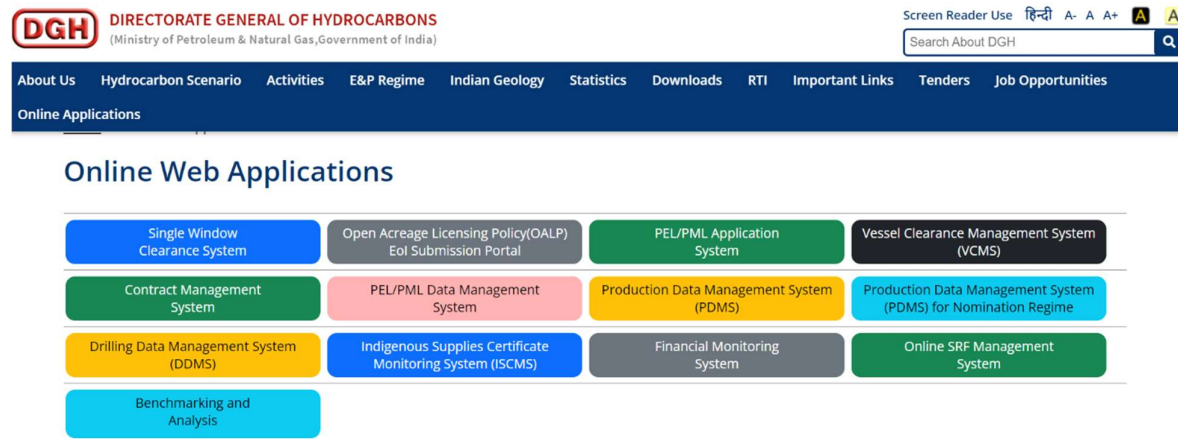 DGH
DIRECTORATE GENERAL OF HYDROCARBONS
(Ministry of Petroleum & Natural Gas,Government of India)
Screen Reader Use हिन्दी A- A A+ A A
Search About DGH
About Us Hydrocarbon Scenario Activities E&P Regime Indian Geology Statistics Downloads RTI Important Links Tenders Job Opportunities
Online Applications
Online Web Applications
Single Window
Clearance System
Open Acreage Licensing Policy(OALP)
EoI Submission Portal
PEL/PML Application
System
Vessel Clearance Management System
(VCMS)
Contract Management
System
PEL/PML Data Management
System
Production Data Management System
(PDMS)
Production Data Management System
(PDMS) for Nomination Regime
Drilling Data Management System
(DDMS)
Indigenous Supplies Certificate
Monitoring System (ISCMS)
Financial Monitoring
System
Online SRF Management
System
Benchmarking and
Analysis